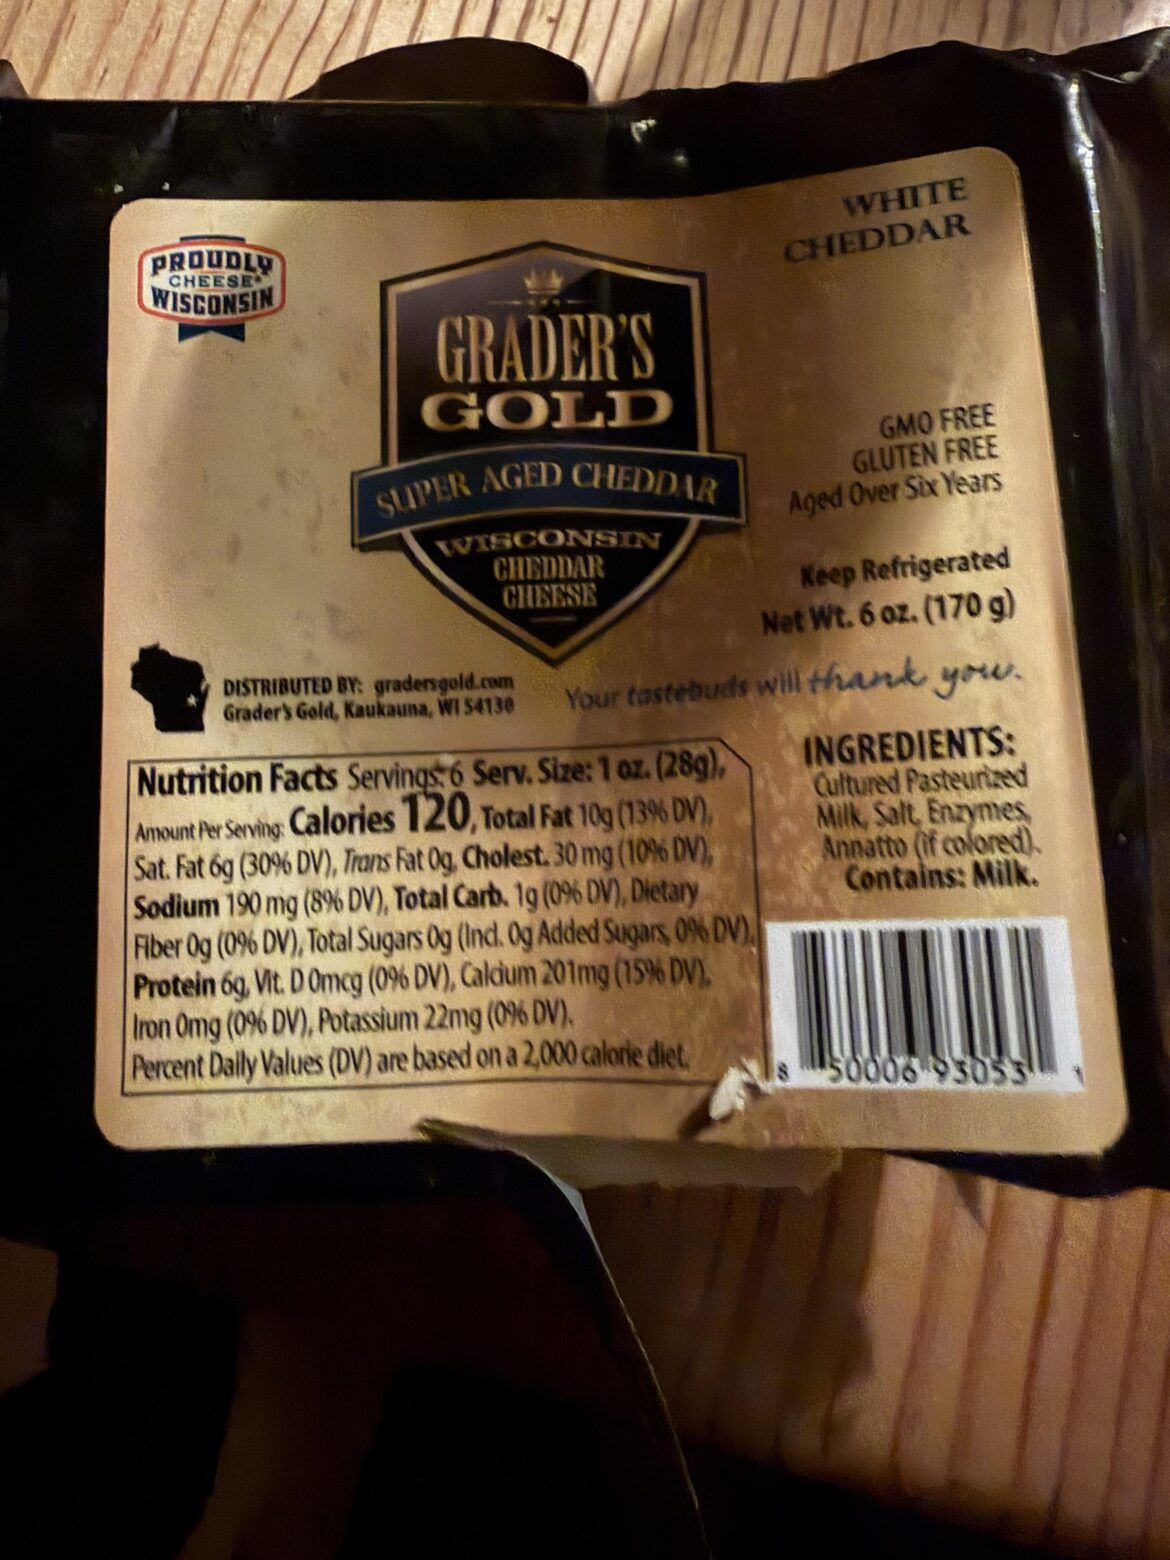 WHITE
CHEDDAR
PROUDLY
CHEESE®
WISCONSIN
GRADER'S
GOLD
SUPER AGED CHEDDAR
WISCONSIN
CHEDDAR
CHEESE
GMO FREE
GLUTEN FREE
Aged Over Six Years
Keep Refrigerated
Net Wt. 6 oz. (170 g)
DISTRIBUTED BY: gradersgold.com
Grader's Gold, Kaukauna, WI 54130
Your tastebuds will thank you.
Nutrition Facts Servings: 6 Serv. Size: 1 oz. (28g),
Amount Per Serving: Calories 120, Total Fat 10g (13% DV),
Sat. Fat 6g (30% DV), Trans Fat 0g, Cholest. 30 mg (10% DV),
Sodium 190 mg (8% DV), Total Carb. 1g (0% DV), Dietary
Fiber 0g (0% DV), Total Sugars 0g (Incl. 0g Added Sugars, 0% DV),
Protein 6g, Vit. D 0mcg (0% DV), Calcium 201mg (15% DV),
Iron 0mg (0% DV), Potassium 22mg (0% DV).
Percent Daily Values (DV) are based on a 2,000 calorie diet.
INGREDIENTS:
Cultured Pasteurized
Milk, Salt, Enzymes,
Annatto (if colored).
Contains: Milk.
8 50006 93053 1